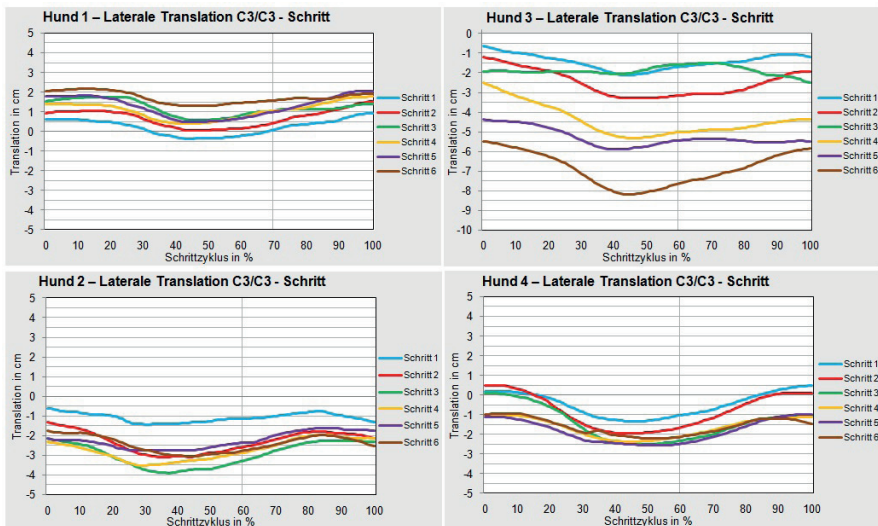 Hund 1 – Laterale Translation C3/C3 - Schritt
Translation in cm
5
4
3
2
1
0
-1
-2
-3
-4
-5
0 10 20 30 40 50 60 70 80 90 100
Schrittzyklus in %
Schritt 1
Schritt 2
Schritt 3
Schritt 4
Schritt 5
Schritt 6
Hund 3 – Laterale Translation C3/C3 - Schritt
Translation in cm
0
-1
-2
-3
-4
-5
-6
-7
-8
-9
-10
0 10 20 30 40 50 60 70 80 90 100
Schrittzyklus in %
Schritt 1
Schritt 2
Schritt 3
Schritt 4
Schritt 5
Schritt 6
Hund 2 – Laterale Translation C3/C3 - Schritt
Translation in cm
5
4
3
2
1
0
-1
-2
-3
-4
-5
0 10 20 30 40 50 60 70 80 90 100
Schrittzyklus in %
Schritt 1
Schritt 2
Schritt 3
Schritt 4
Schritt 5
Schritt 6
Hund 4 – Laterale Translation C3/C3 - Schritt
Translation in cm
5
4
3
2
1
0
-1
-2
-3
-4
-5
0 10 20 30 40 50 60 70 80 90 100
Schrittzyklus in %
Schritt 1
Schritt 2
Schritt 3
Schritt 4
Schritt 5
Schritt 6